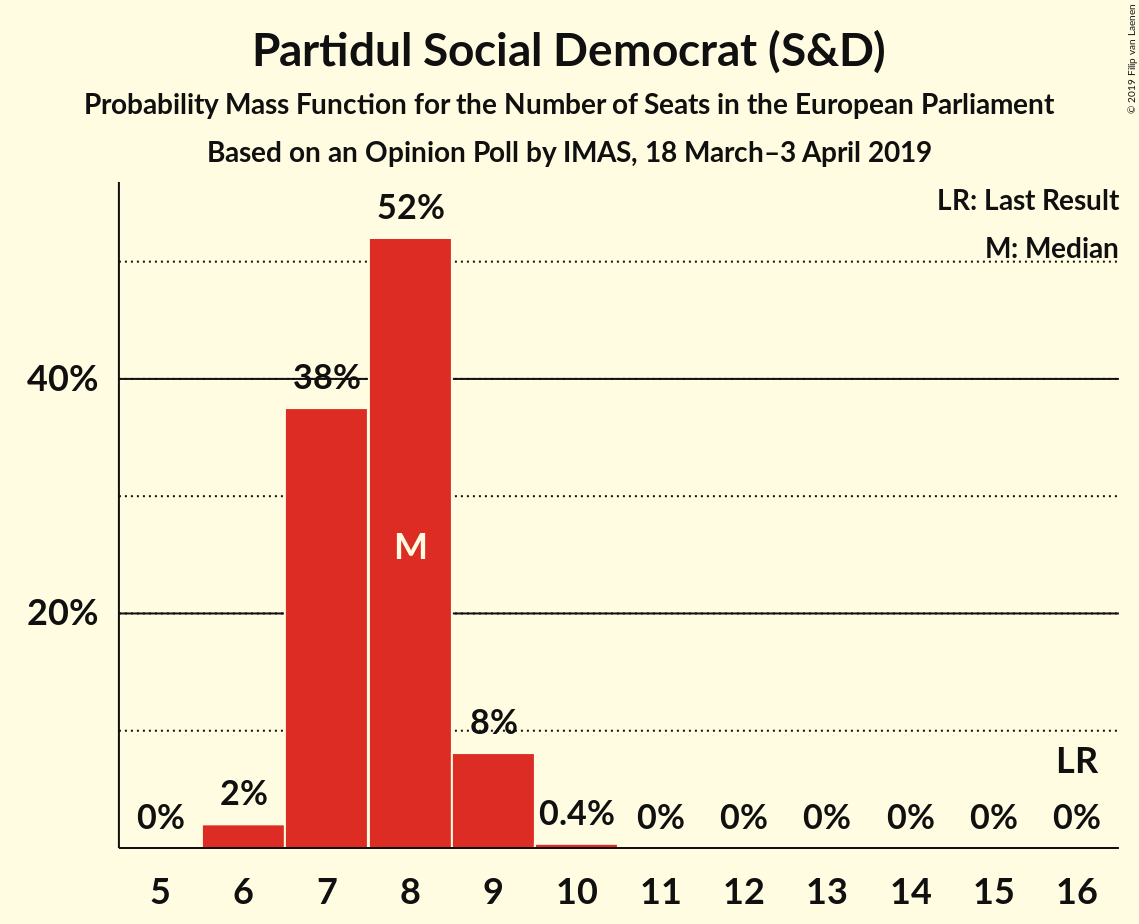 Partidul Social Democrat (S&D)
Probability Mass Function for the Number of Seats in the European Parliament
Based on an Opinion Poll by IMAS, 18 March–3 April 2019
© 2019 Filip van Laenen
LR: Last Result
M: Median
52%
40%
38%
M
20%
8%
LR
0%
2%
0.4%
0%
0%
0%
0%
0%
0%
5 6 7 8 9 10 11 12 13 14 15 16